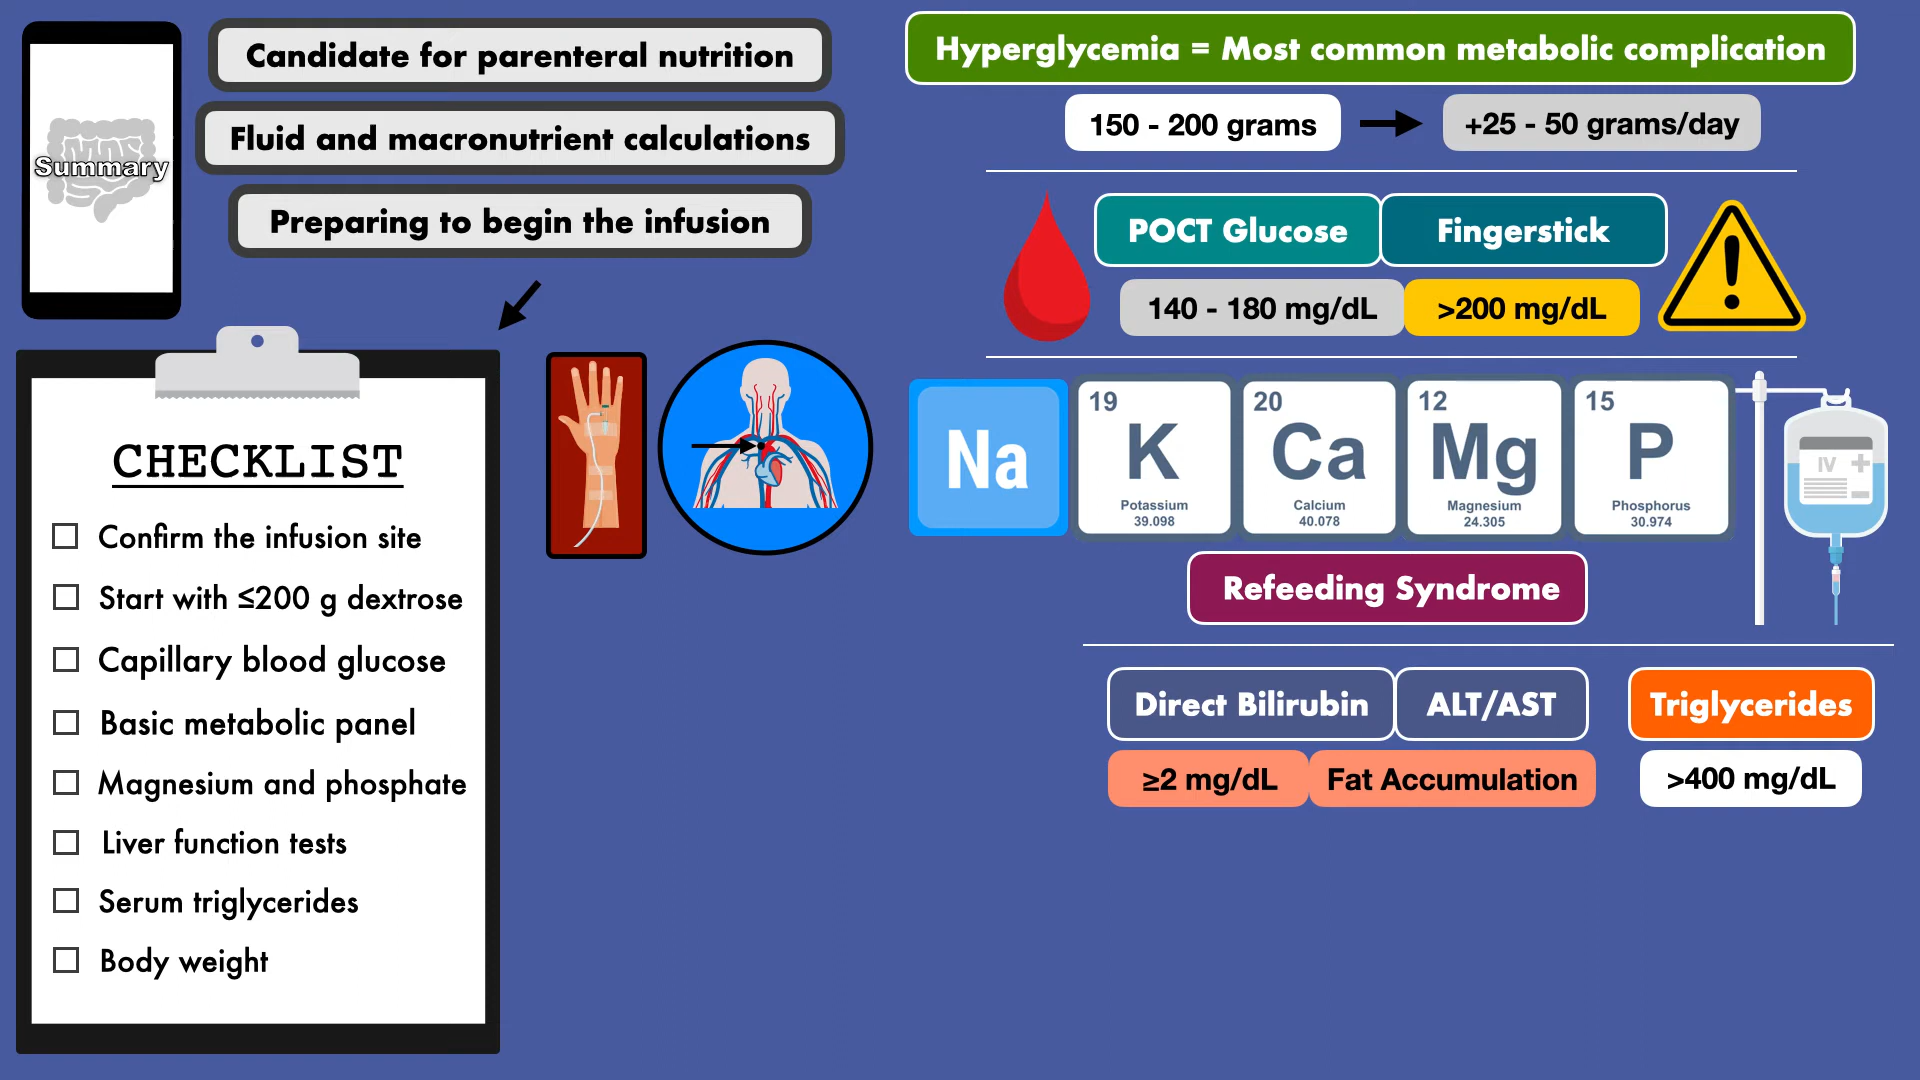 Summary
Candidate for parenteral nutrition
Fluid and macronutrient calculations
Preparing to begin the infusion
CHECKLIST
Confirm the infusion site
Start with ≤200 g dextrose
Capillary blood glucose
Basic metabolic panel
Magnesium and phosphate
Liver function tests
Serum triglycerides
Body weight
Hyperglycemia = Most common metabolic complication
150 - 200 grams
+25 - 50 grams/day
POCT Glucose
Fingerstick
140 - 180 mg/dL
>200 mg/dL
Na
19
K
Potassium
39.098
20
Ca
Calcium
40.078
12
Mg
Magnesium
24.305
15
P
Phosphorus
30.974
IV
Refeeding Syndrome
Direct Bilirubin
ALT/AST
Triglycerides
≥2 mg/dL
Fat Accumulation
>400 mg/dL